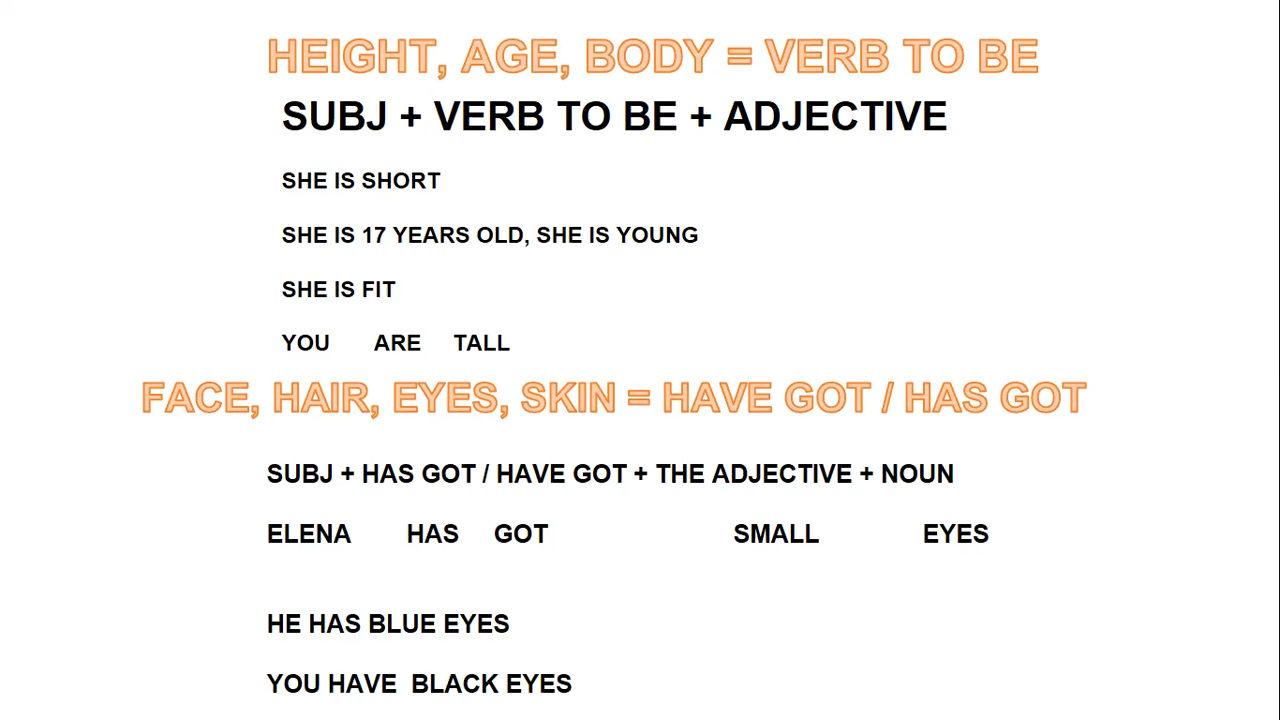 HEIGHT, AGE, BODY = VERB TO BE
SUBJ + VERB TO BE + ADJECTIVE
SHE IS SHORT
SHE IS 17 YEARS OLD, SHE IS YOUNG
SHE IS FIT
YOU ARE TALL
FACE, HAIR, EYES, SKIN = HAVE GOT / HAS GOT
SUBJ + HAS GOT / HAVE GOT + THE ADJECTIVE + NOUN
ELENA HAS GOT SMALL EYES
HE HAS BLUE EYES
YOU HAVE BLACK EYES